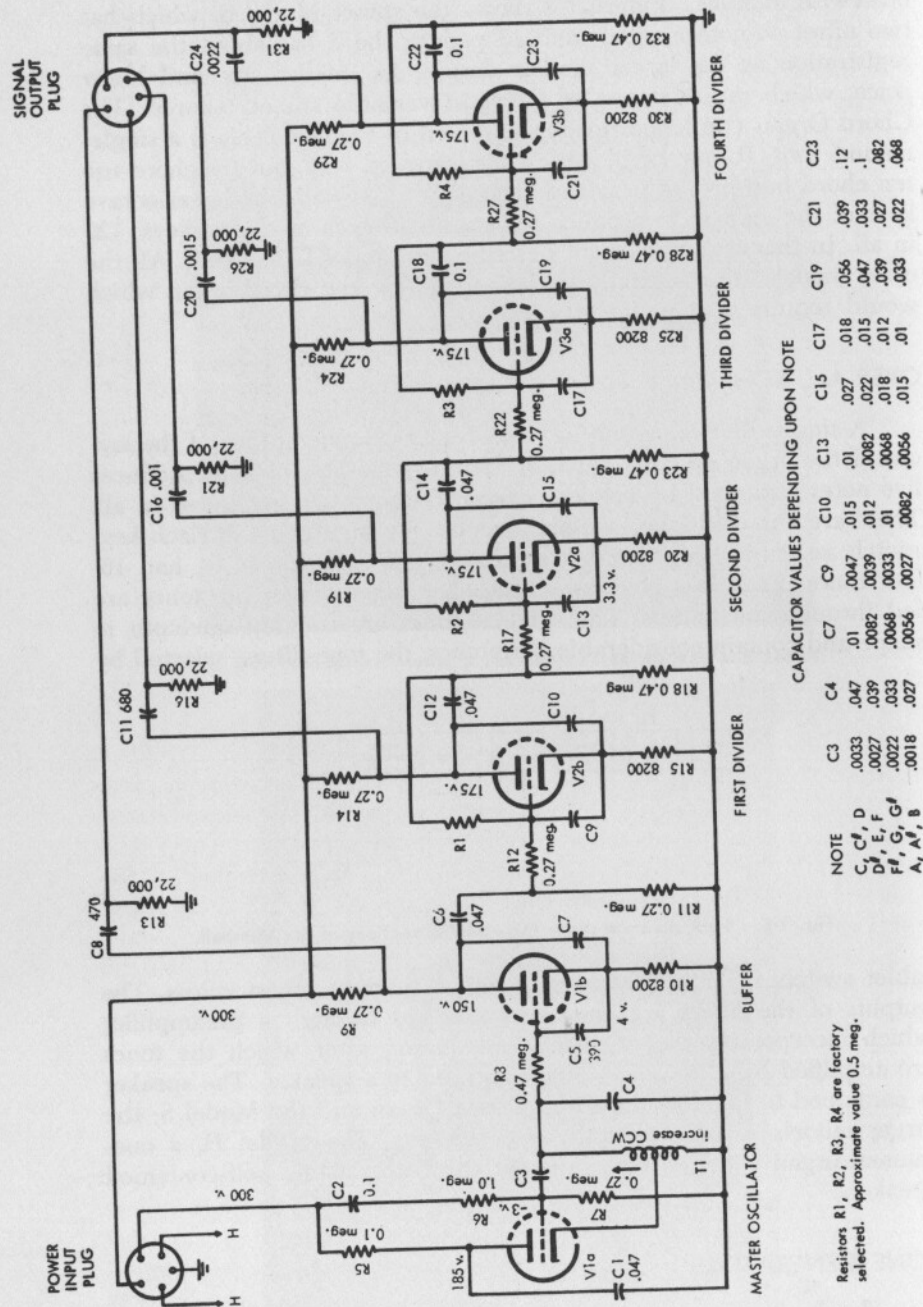 POWER
INPUT
PLUG
H
H
300 v.
R5
0.1 meg.
C2
0.1
185 v.
V1a
C1
.047
R6
1.0 meg.
-3v.
R7
0.27
meg.
C3
T1
increase
CCW
MASTER OSCILLATOR
300v.
C8
470
R13
22,000
R9
0.27
meg.
150 v.
R3
0.47 meg.
C4
C5
390
V1b
4 v.
C6
.047
C7
R10 8200
R11 0.27
meg.
BUFFER
C11 680
R16
22,000
R14
0.27
meg.
175v.
R1
R12
0.27
meg.
C9
V2b
C12
.047
C10
R15
8200
R18 0.47
meg
FIRST DIVIDER
C16 .001
R21
22,000
R19
0.27
meg.
175v.
R2
R17
0.27
meg.
C13
V2a
3.3 v.
C14
.047
C15
R20
8200
R23 0.47
meg.
SECOND DIVIDER
C20
.0015
R26
22,000
R24
0.27
meg.
175v.
R3
R22
0.27
meg.
C17
V3a
C18
0.1
C19
R25
8200
R28 0.47
meg.
THIRD DIVIDER
SIGNAL
OUTPUT
PLUG
C24
.0022
R31
22,000
R29
0.27
meg.
175v.
R4
R27
0.27
meg.
C21
V3b
C22
0.1
C23
R30
8200
R32 0.47
meg.
FOURTH DIVIDER
CAPACITOR VALUES DEPENDING UPON NOTE
NOTE C3 C4 C7 C9 C10 C13 C15 C17 C19 C21 C23
C, C#, D .0033 .047 .01 .0047 .015 .01 .027 .018 .056 .039 .12
D#, E, F .0027 .039 .0082 .0039 .012 .0082 .022 .015 .047 .033 .1
F#, G, G# .0022 .033 .0068 .0033 .01 .0068 .018 .012 .039 .027 .082
A, A#, B .0018 .027 .0056 .0027 .0082 .0056 .015 .01 .033 .022 .068
Resistors R1, R2, R3, R4 are factory
selected. Approximate value 0.5 meg.